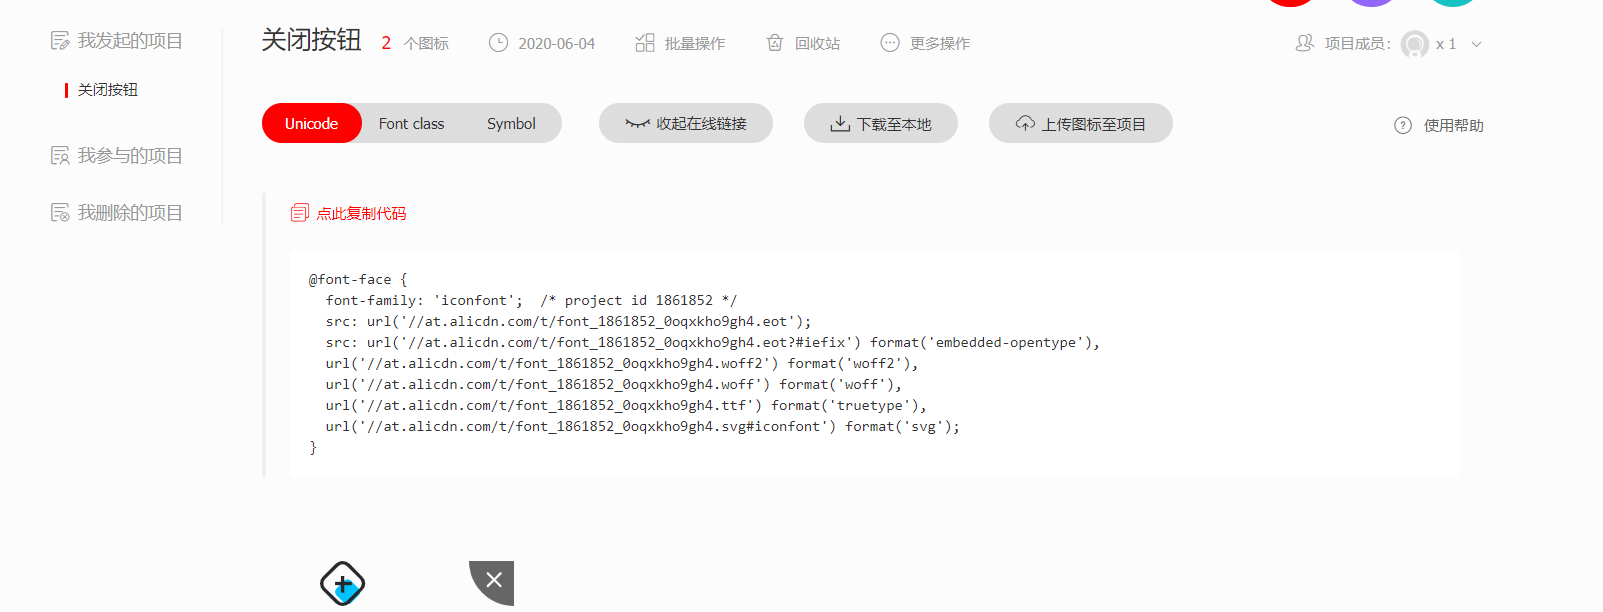 我发起的项目
关闭按钮
我参与的项目
我删除的项目
关闭按钮 2 个图标 2020-06-04 批量操作 回收站 更多操作 项目成员: x 1
Unicode Font class Symbol 收起在线链接 下载至本地 上传图标至项目 使用帮助
点此复制代码
@font-face {
  font-family: 'iconfont';  /* project id 1861852 */
  src: url('//at.alicdn.com/t/font_1861852_0oqxkho9gh4.eot');
  src: url('//at.alicdn.com/t/font_1861852_0oqxkho9gh4.eot?#iefix') format('embedded-opentype'),
  url('//at.alicdn.com/t/font_1861852_0oqxkho9gh4.woff2') format('woff2'),
  url('//at.alicdn.com/t/font_1861852_0oqxkho9gh4.woff') format('woff'),
  url('//at.alicdn.com/t/font_1861852_0oqxkho9gh4.ttf') format('truetype'),
  url('//at.alicdn.com/t/font_1861852_0oqxkho9gh4.svg#iconfont') format('svg');
}